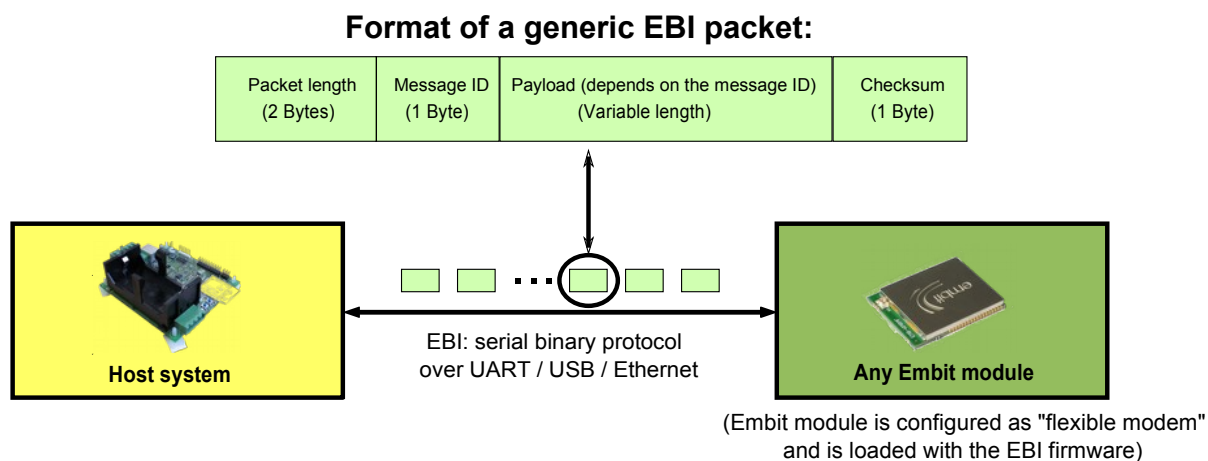 Format of a generic EBI packet:
Packet length
(2 Bytes)
Message ID
(1 Byte)
Payload (depends on the message ID)
(Variable length)
Checksum
(1 Byte)
embit
Host system
EBI: serial binary protocol
over UART / USB / Ethernet
Any Embit module
(Embit module is configured as "flexible modem"
and is loaded with the EBI firmware)